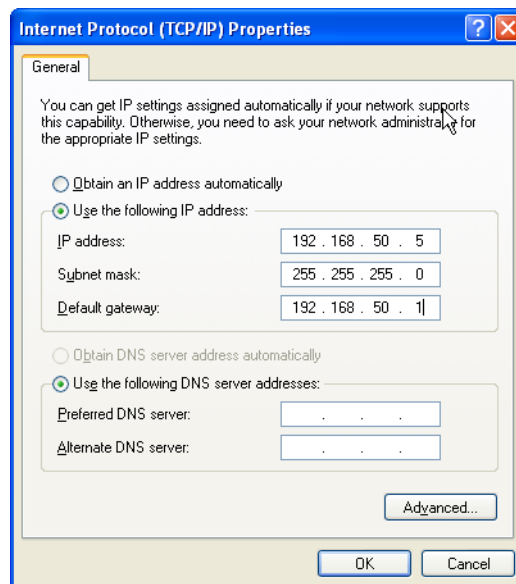 Internet Protocol (TCP/IP) Properties
General
You can get IP settings assigned automatically if your network supports
this capability. Otherwise, you need to ask your network administrator for
the appropriate IP settings.
Obtain an IP address automatically
Use the following IP address:
IP address: 192 . 168 . 50 . 5
Subnet mask: 255 . 255 . 255 . 0
Default gateway: 192 . 168 . 50 . 1
Obtain DNS server address automatically
Use the following DNS server addresses:
Preferred DNS server: . . .
Alternate DNS server: . . .
Advanced...
OK Cancel